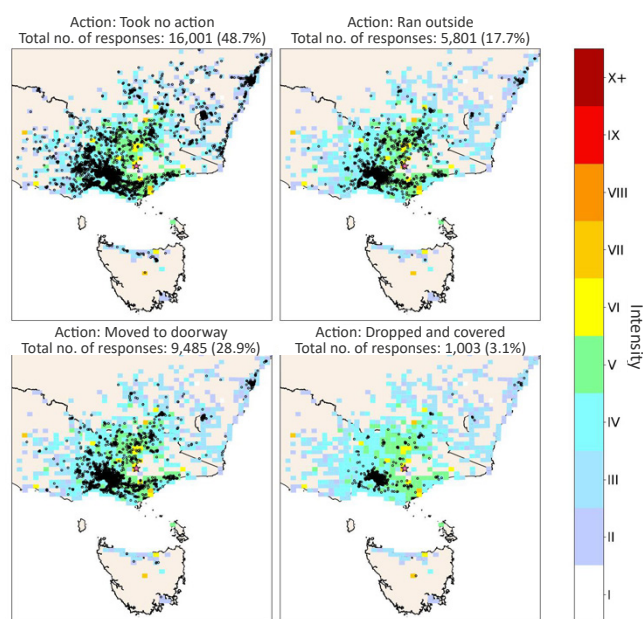 Action: Took no action
Total no. of responses: 16,001 (48.7%)
Action: Ran outside
Total no. of responses: 5,801 (17.7%)
Action: Moved to doorway
Total no. of responses: 9,485 (28.9%)
Action: Dropped and covered
Total no. of responses: 1,003 (3.1%)
X+
IX
VIII
VII
VI
V
IV
III
II
I
Intensity